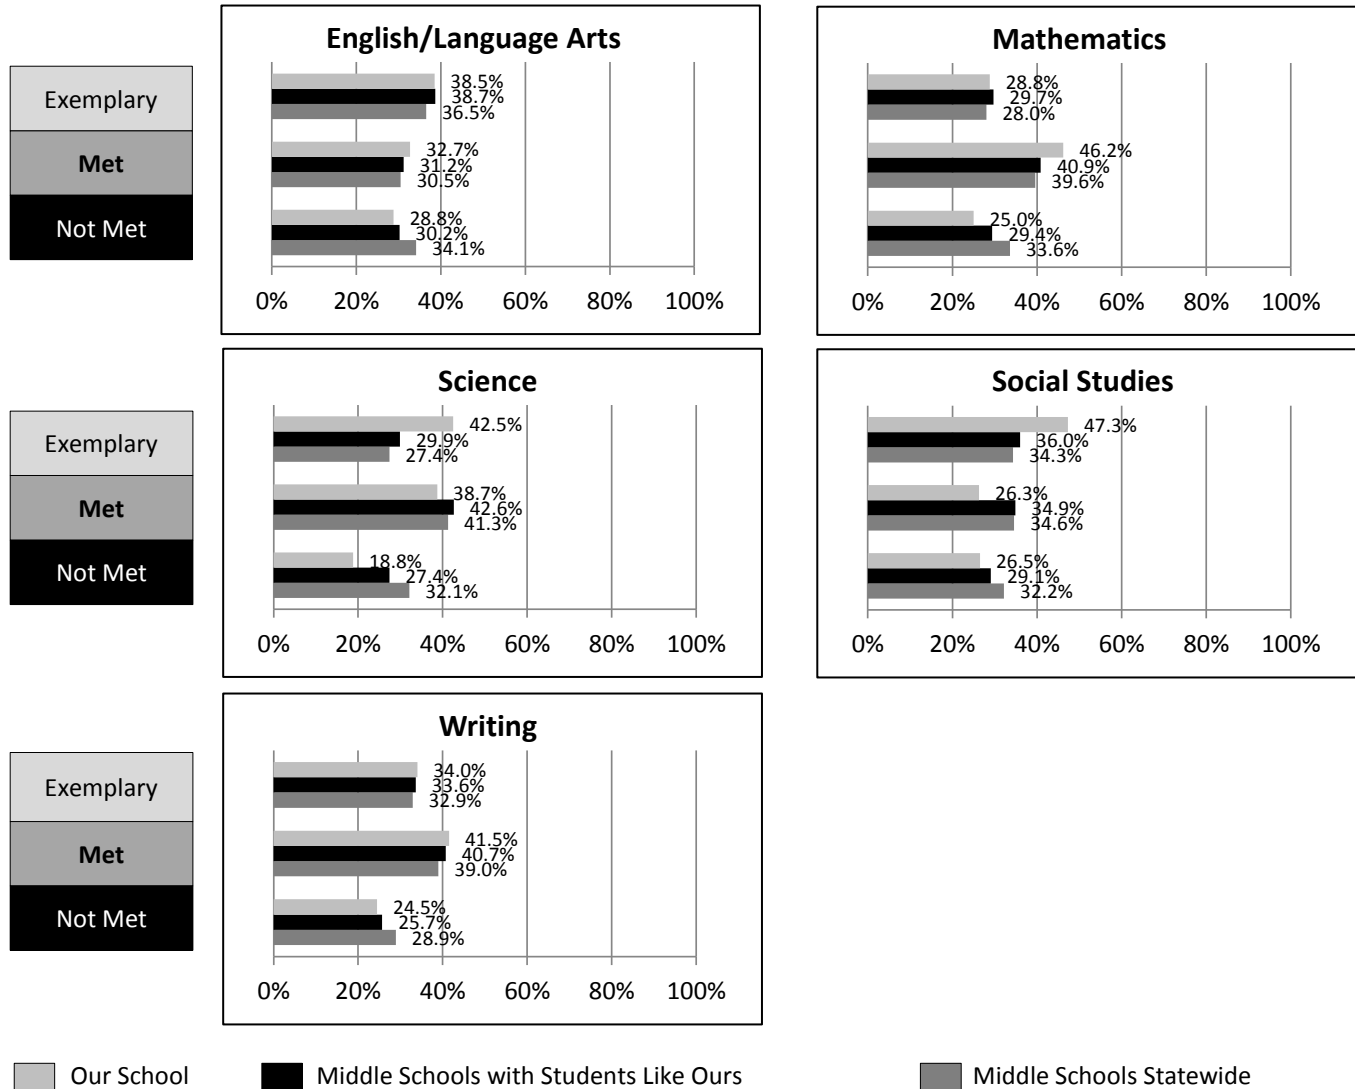 English/Language Arts
Exemplary
Met
Not Met
38.5%
38.7%
36.5%
32.7%
31.2%
30.5%
28.8%
30.2%
34.1%
0% 20% 40% 60% 80% 100%
Mathematics
28.8%
29.7%
28.0%
46.2%
40.9%
39.6%
25.0%
29.4%
33.6%
0% 20% 40% 60% 80% 100%
Science
Exemplary
Met
Not Met
42.5%
29.9%
27.4%
38.7%
42.6%
41.3%
18.8%
27.4%
32.1%
0% 20% 40% 60% 80% 100%
Social Studies
47.3%
36.0%
34.3%
26.3%
34.9%
34.6%
26.5%
29.1%
32.2%
0% 20% 40% 60% 80% 100%
Writing
Exemplary
Met
Not Met
34.0%
33.6%
32.9%
41.5%
40.7%
39.0%
24.5%
25.7%
28.9%
0% 20% 40% 60% 80% 100%
Our School Middle Schools with Students Like Ours Middle Schools Statewide